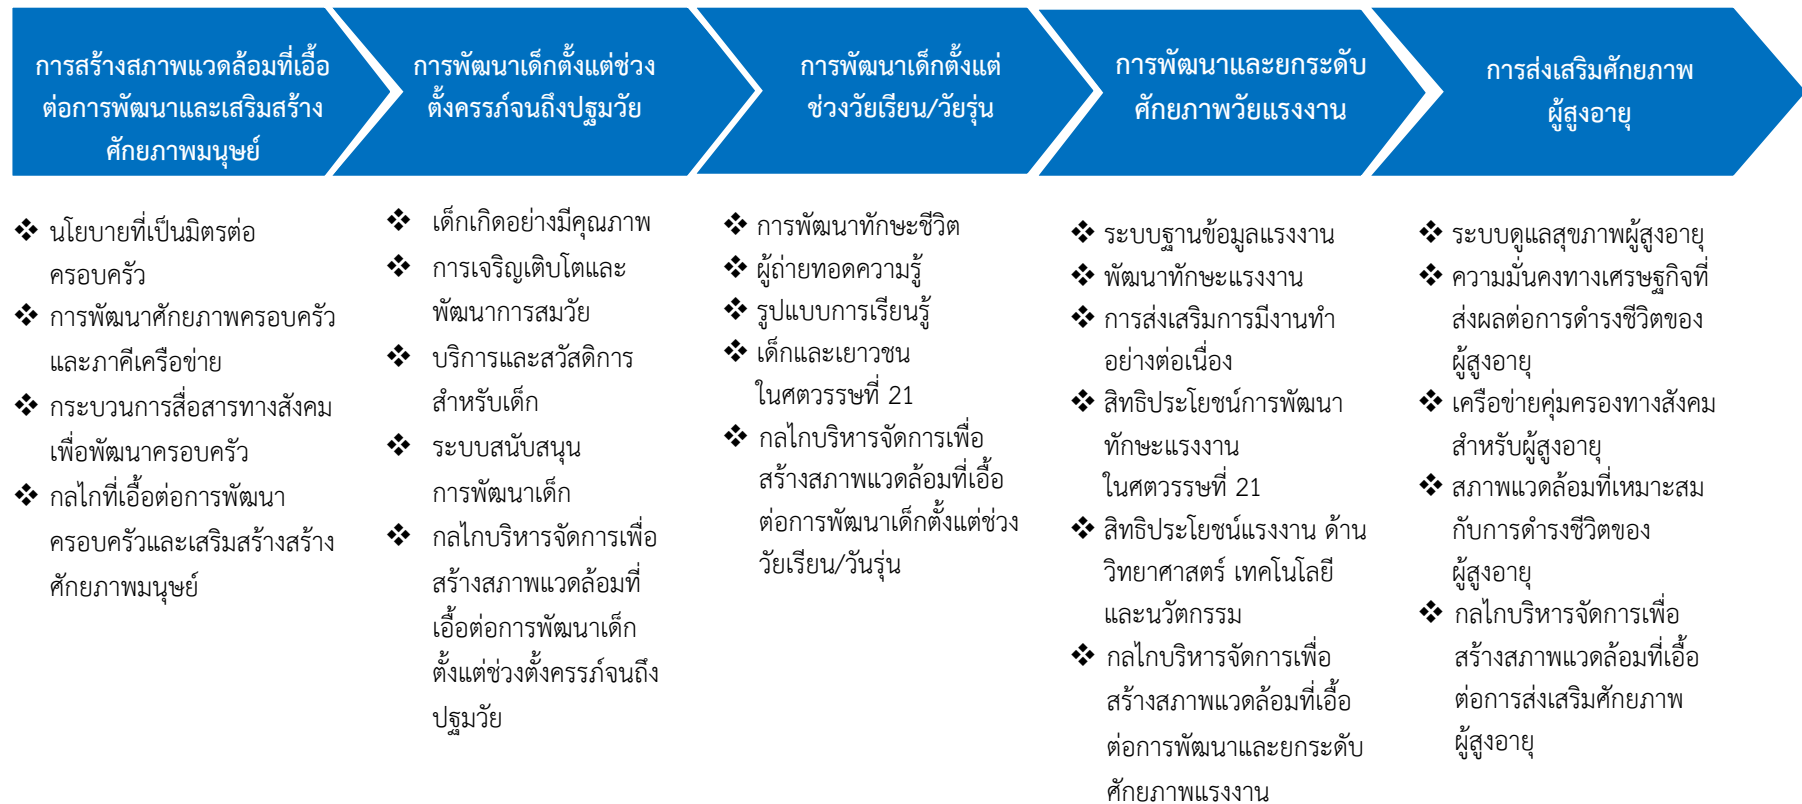 การสร้างสภาพแวดล้อมที่เอื้อ
ต่อการพัฒนาและเสริมสร้าง
ศักยภาพมนุษย์
การพัฒนาเด็กตั้งแต่ช่วง
ตั้งครรภ์จนถึงปฐมวัย
การพัฒนาเด็กตั้งแต่
ช่วงวัยเรียน/วัยรุ่น
การพัฒนาและยกระดับ
ศักยภาพวัยแรงงาน
การส่งเสริมศักยภาพ
ผู้สูงอายุ
❖ นโยบายที่เป็นมิตรต่อ
ครอบครัว
❖ การพัฒนาศักยภาพครอบครัว
และภาคีเครือข่าย
❖ กระบวนการสื่อสารทางสังคม
เพื่อพัฒนาครอบครัว
❖ กลไกที่เอื้อต่อการพัฒนา
ครอบครัวและเสริมสร้างสร้าง
ศักยภาพมนุษย์
❖ เด็กเกิดอย่างมีคุณภาพ
❖ การเจริญเติบโตและ
พัฒนาการสมวัย
❖ บริการและสวัสดิการ
สำหรับเด็ก
❖ ระบบสนับสนุน
การพัฒนาเด็ก
❖ กลไกบริหารจัดการเพื่อ
สร้างสภาพแวดล้อมที่
เอื้อต่อการพัฒนาเด็ก
ตั้งแต่ช่วงตั้งครรภ์จนถึง
ปฐมวัย
❖ การพัฒนาทักษะชีวิต
❖ ผู้ถ่ายทอดความรู้
❖ รูปแบบการเรียนรู้
❖ เด็กและเยาวชน
ในศตวรรษที่ 21
❖ กลไกบริหารจัดการเพื่อ
สร้างสภาพแวดล้อมที่เอื้อ
ต่อการพัฒนาเด็กตั้งแต่ช่วง
วัยเรียน/วันรุ่น
❖ ระบบฐานข้อมูลแรงงาน
❖ พัฒนาทักษะแรงงาน
❖ การส่งเสริมการมีงานทำ
อย่างต่อเนื่อง
❖ สิทธิประโยชน์การพัฒนา
ทักษะแรงงาน
ในศตวรรษที่ 21
❖ สิทธิประโยชน์แรงงาน ด้าน
วิทยาศาสตร์ เทคโนโลยี
และนวัตกรรม
❖ กลไกบริหารจัดการเพื่อ
สร้างสภาพแวดล้อมที่เอื้อ
ต่อการพัฒนาและยกระดับ
ศักยภาพแรงงาน
❖ ระบบดูแลสุขภาพผู้สูงอายุ
❖ ความมั่นคงทางเศรษฐกิจที่
ส่งผลต่อการดำรงชีวิตของ
ผู้สูงอายุ
❖ เครือข่ายคุ่มครองทางสังคม
สำหรับผู้สูงอายุ
❖ สภาพแวดล้อมที่เหมาะสม
กับการดำรงชีวิตของ
ผู้สูงอายุ
❖ กลไกบริหารจัดการเพื่อ
สร้างสภาพแวดล้อมที่เอื้อ
ต่อการส่งเสริมศักยภาพ
ผู้สูงอายุ